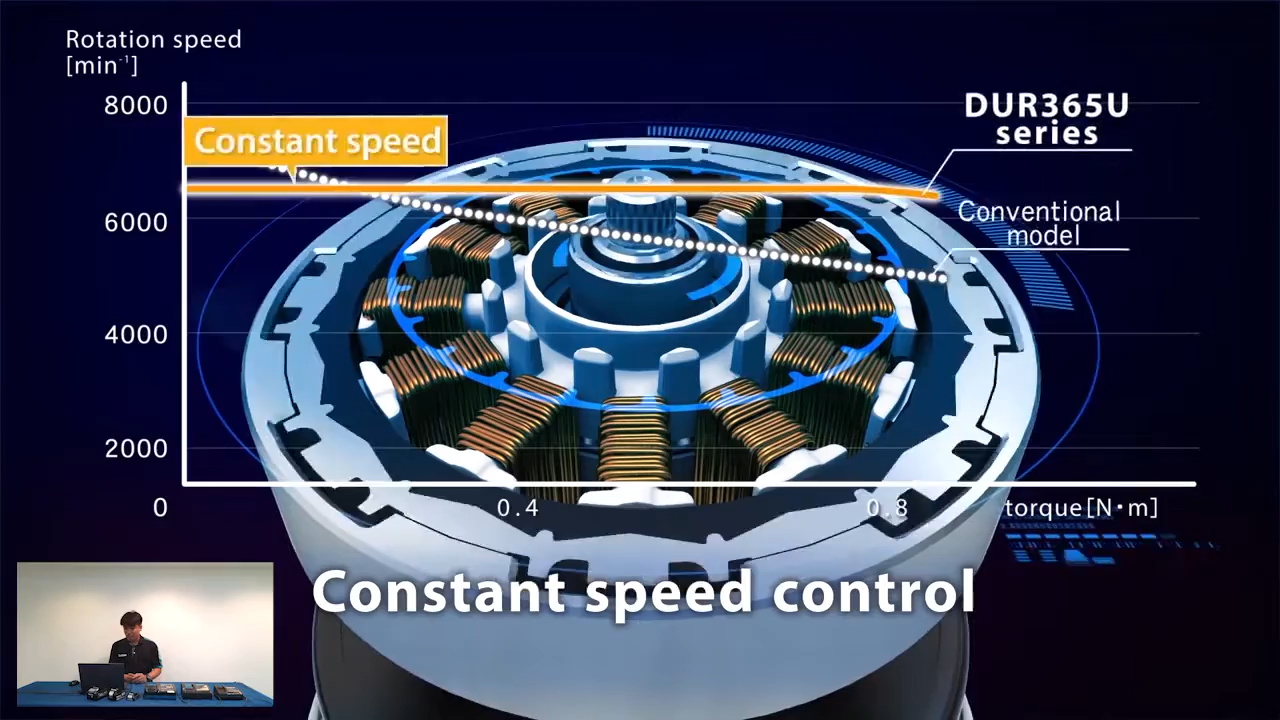 Rotation speed
[min⁻¹]
8000
Constant speed
DUR365U
series
6000
Conventional
model
4000
2000
0
0.4
0.8
torque[N・m]
Constant speed control